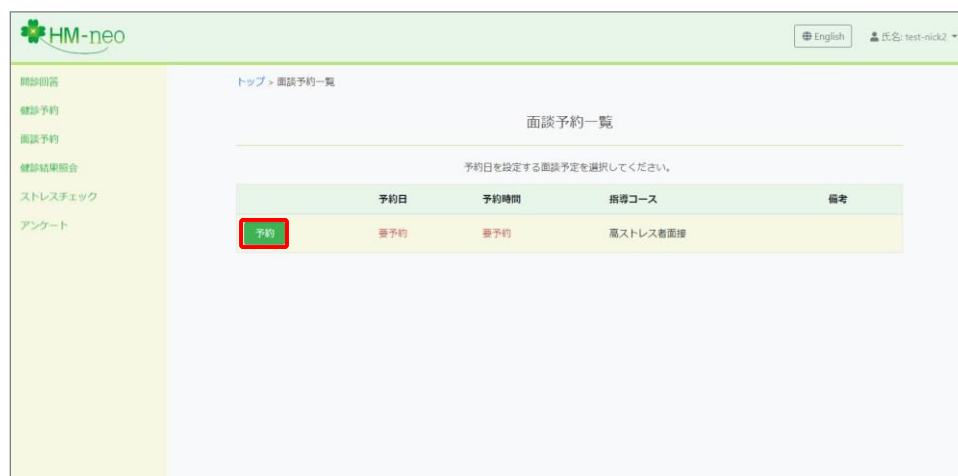 HM-neo
English 氏名: test-nick2
問診回答
健診予約
面談予約
健診結果照会
ストレスチェック
アンケート
トップ > 面談予約一覧
面談予約一覧
予約日を設定する面談予定を選択してください。
予約日 予約時間 指導コース 備考
予約 要予約 要予約 高ストレス者面接